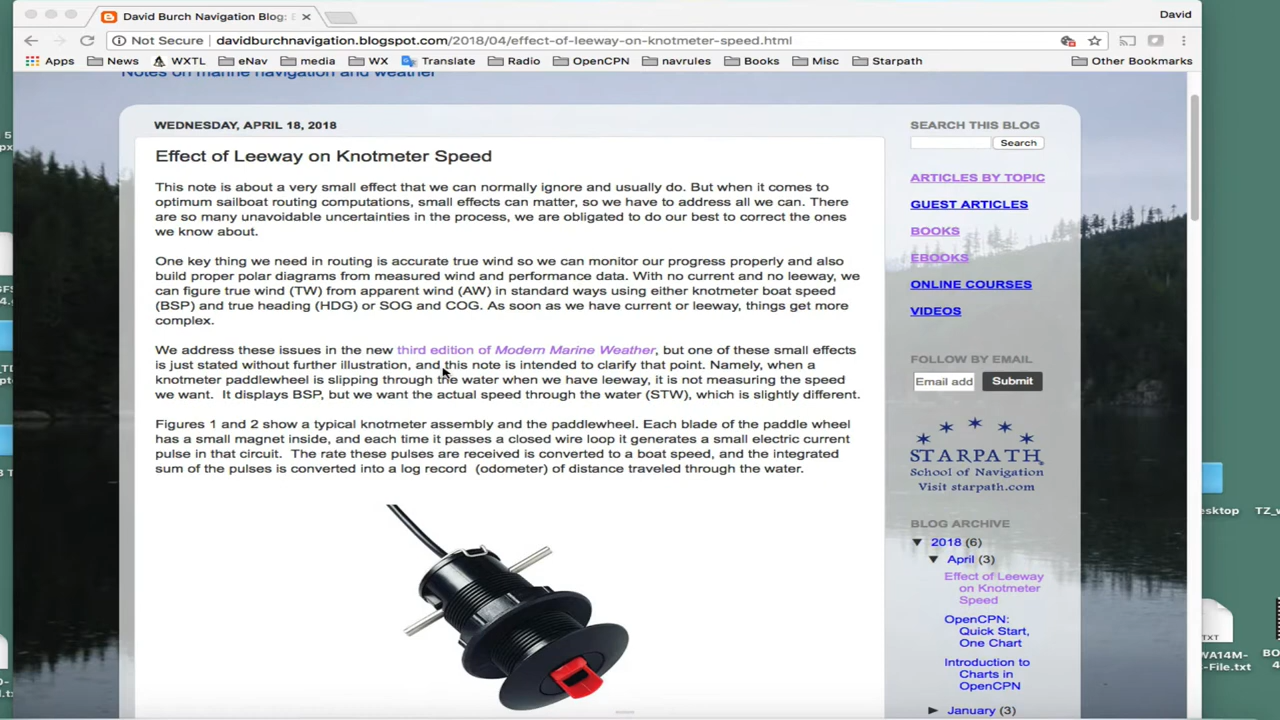 David Burch Navigation Blog: E
David
Not Secure
davidburchnavigation.blogspot.com/2018/04/effect-of-leeway-on-knotmeter-speed.html
Apps News WXTL eNav media WX Translate Radio OpenCPN navrules Books Misc Starpath Other Bookmarks
Notes on marine navigation and weather
WEDNESDAY, APRIL 18, 2018
Effect of Leeway on Knotmeter Speed
This note is about a very small effect that we can normally ignore and usually do. But when it comes to
optimum sailboat routing computations, small effects can matter, so we have to address all we can. There
are so many unavoidable uncertainties in the process, we are obligated to do our best to correct the ones
we know about.
One key thing we need in routing is accurate true wind so we can monitor our progress properly and also
build proper polar diagrams from measured wind and performance data. With no current and no leeway, we
can figure true wind (TW) from apparent wind (AW) in standard ways using either knotmeter boat speed
(BSP) and true heading (HDG) or SOG and COG. As soon as we have current or leeway, things get more
complex.
We address these issues in the new third edition of Modern Marine Weather, but one of these small effects
is just stated without further illustration, and this note is intended to clarify that point. Namely, when a
knotmeter paddlewheel is slipping through the water when we have leeway, it is not measuring the speed
we want. It displays BSP, but we want the actual speed through the water (STW), which is slightly different.
Figures 1 and 2 show a typical knotmeter assembly and the paddlewheel. Each blade of the paddle wheel
has a small magnet inside, and each time it passes a closed wire loop it generates a small electric current
pulse in that circuit. The rate these pulses are received is converted to a boat speed, and the integrated
sum of the pulses is converted into a log record (odometer) of distance traveled through the water.
SEARCH THIS BLOG
Search
ARTICLES BY TOPIC
GUEST ARTICLES
BOOKS
EBOOKS
ONLINE COURSES
VIDEOS
FOLLOW BY EMAIL
Email add
Submit
STARPATH
School of Navigation
Visit starpath.com
BLOG ARCHIVE
▼ 2018 (6)
▼ April (3)
Effect of Leeway
on Knotmeter
Speed
OpenCPN:
Quick Start,
One Chart
Introduction to
Charts in
OpenCPN
► January (3)
TXT
WA14M-
-File.txt